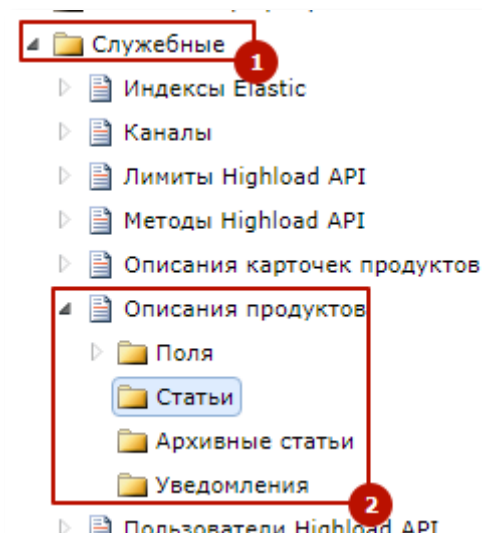 Служебные
1
Индексы Elastic
Каналы
Лимиты Highload API
Методы Highload API
Описания карточек продуктов
Описания продуктов
Поля
Статьи
Архивные статьи
Уведомления
2
Пользователи Highload API